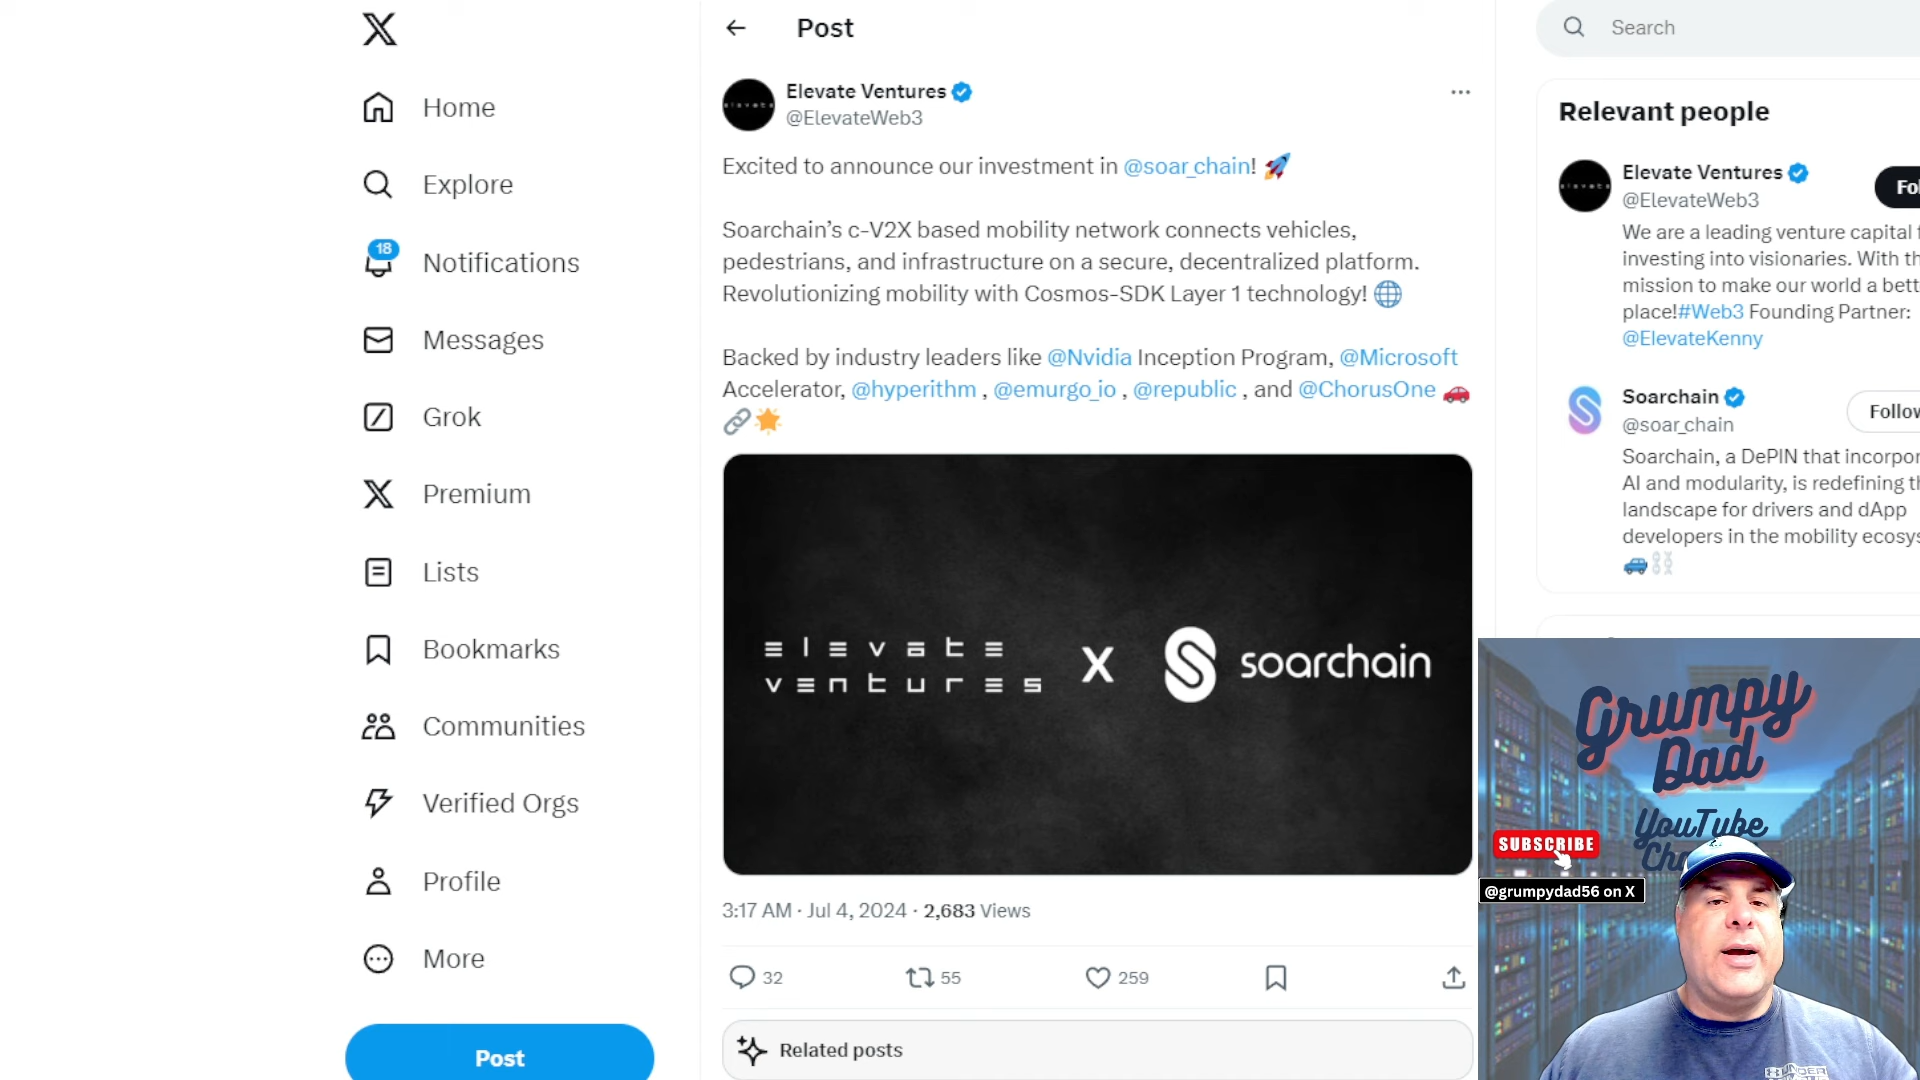 Home
Explore
18
Notifications
Messages
Grok
Premium
Lists
Bookmarks
Communities
Verified Orgs
Profile
More
Post
Post
Elevate Ventures
@ElevateWeb3
Excited to announce our investment in @soar_chain! 🚀
Soarchain’s c-V2X based mobility network connects vehicles,
pedestrians, and infrastructure on a secure, decentralized platform.
Revolutionizing mobility with Cosmos-SDK Layer 1 technology! 🌐
Backed by industry leaders like @Nvidia Inception Program, @Microsoft
Accelerator, @hyperithm , @emurgo_io , @republic , and @ChorusOne 🚗
🔗🌟
elevate
ventures
X
soarchain
3:17 AM · Jul 4, 2024 · 2,683 Views
32
55
259
Related posts
Search
Relevant people
Elevate Ventures
@ElevateWeb3
Fol
We are a leading venture capital f
investing into visionaries. With th
mission to make our world a bett
place!#Web3 Founding Partner:
@ElevateKenny
Soarchain
@soar_chain
Follow
Soarchain, a DePIN that incorpor
AI and modularity, is redefining th
landscape for drivers and dApp
developers in the mobility ecosys
🚙⛓️
Grumpy
Dad
YouTube
SUBSCRIBE
@grumpydad56 on X